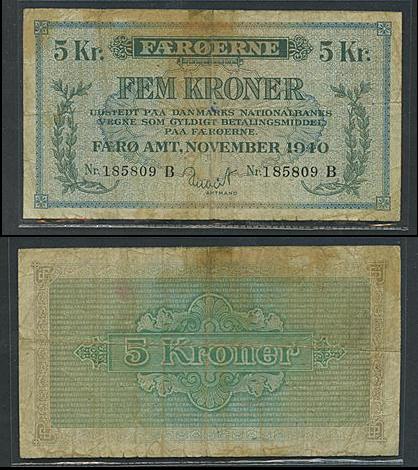 5 Kr. FÆRØERNE 5 Kr.
FEM KRONER
UDSTEDT PAA DANMARKS NATIONALBANKS
VEGNE SOM GYLDIGT BETALINGSMIDDEL
PAA FÆRØERNE.
FÆRØ AMT, NOVEMBER 1940
Nr. 185809 B Nr. 185809 B
AMTMAND
5 Kroner